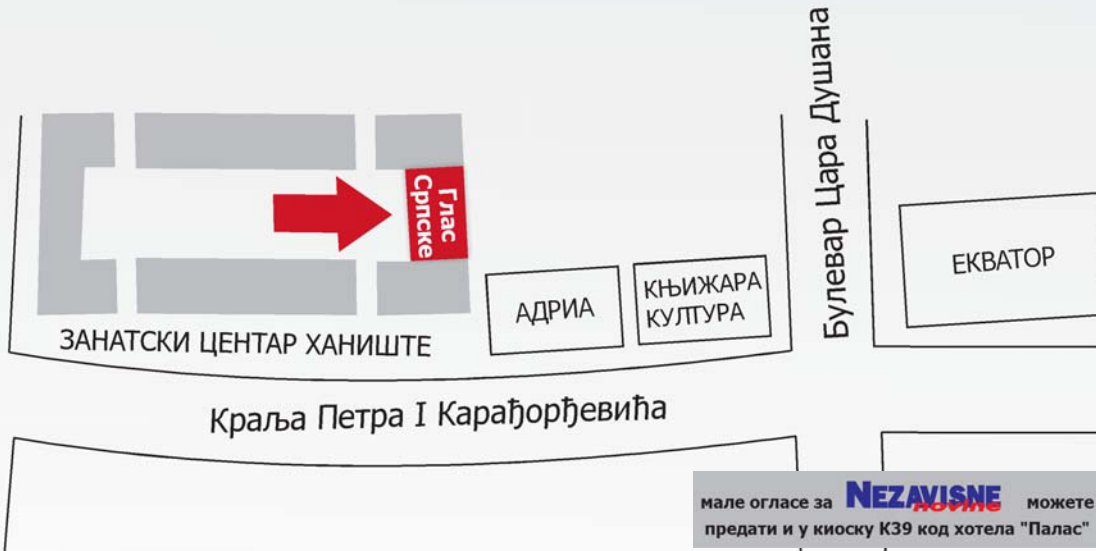 Булевар Цара Душана
Глас
Српске
АДРИА
КЊИЖАРА
КУЛТУРА
ЕКВАТОР
ЗАНАТСКИ ЦЕНТАР ХАНИШТЕ
Краља Петра I Карађорђевића
мале огласе за NEZAVISNE novine можете
предати и у киоску К39 код хотела "Палас"